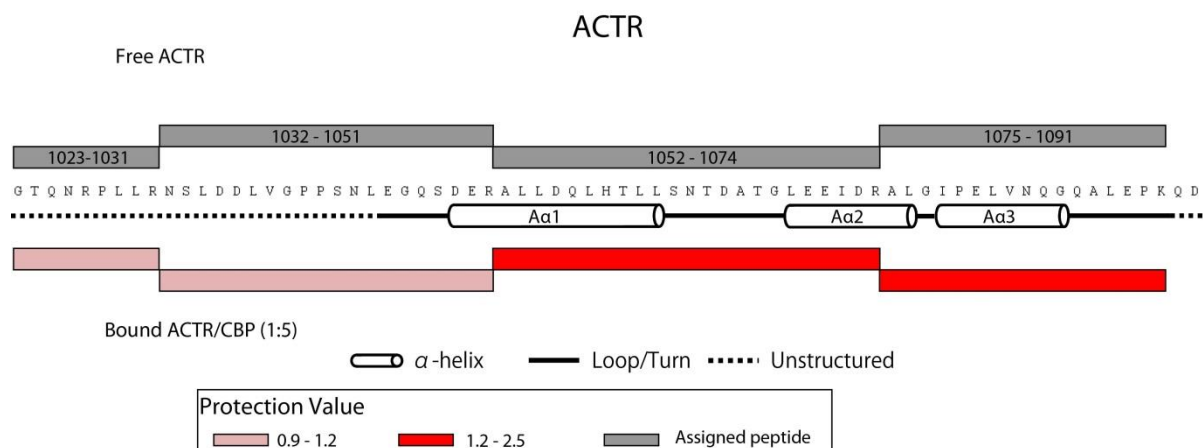 ACTR
Free ACTR
1032 - 1051
1075 - 1091
1023-1031
1052 - 1074
G T Q N R P L L R N S L D D L V G P P S N L E G Q S D E R A L L D Q L H T L L S N T D A T G L E E I D R A L G I P E L V N Q G Q A L E P K Q D
Aα1
Aα2
Aα3
Bound ACTR/CBP (1:5)
α-helix
Loop/Turn
Unstructured
Protection Value
0.9 - 1.2
1.2 - 2.5
Assigned peptide